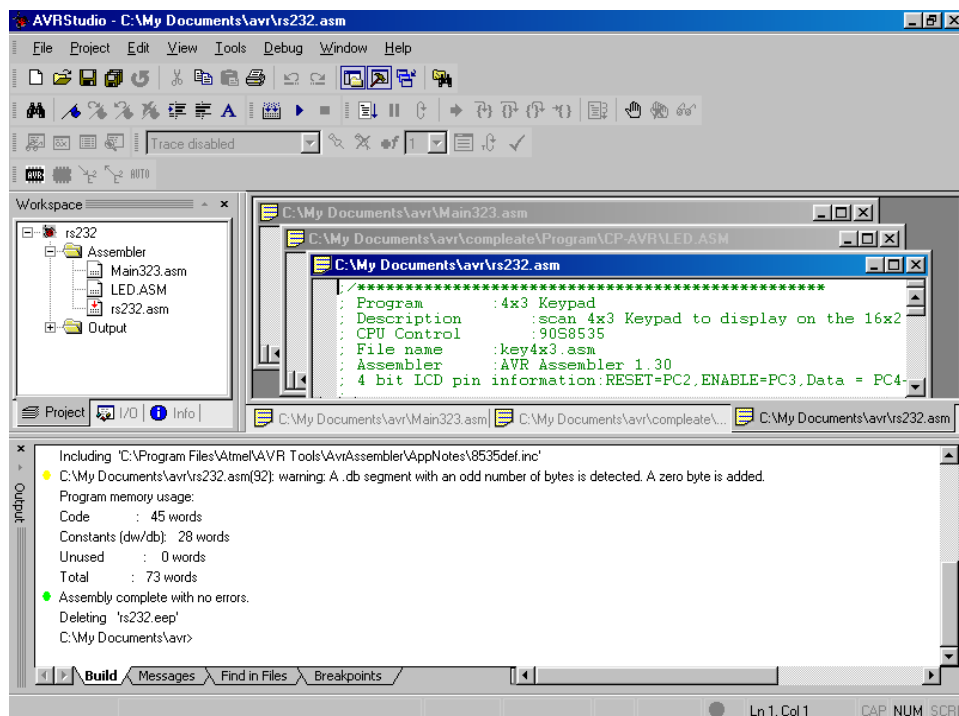 AVRStudio - C:\My Documents\avr\rs232.asm
File Project Edit View Tools Debug Window Help
Trace disabled
1
AVR AUTO
Workspace
rs232
Assembler
Main323.asm
LED.ASM
rs232.asm
Output
Project I/O Info
C:\My Documents\avr\Main323.asm
C:\My Documents\avr\compleate\Program\CP-AVR\LED.ASM
C:\My Documents\avr\rs232.asm
;/*************************************************
; Program :4x3 Keypad
; Description :scan 4x3 Keypad to display on the 16x2
; CPU Control :90S8535
; File name :key4x3.asm
; Assembler :AVR Assembler 1.30
; 4 bit LCD pin information:RESET=PC2,ENABLE=PC3,Data = PC4-
C:\My Documents\avr\Main323.asm C:\My Documents\avr\compleate\... C:\My Documents\avr\rs232.asm
Output
Including 'C:\Program Files\Atmel\AVR Tools\AvrAssembler\AppNotes\8535def.inc'
C:\My Documents\avr\rs232.asm(92): warning: A .db segment with an odd number of bytes is detected. A zero byte is added.
Program memory usage:
Code : 45 words
Constants (dw/db): 28 words
Unused : 0 words
Total : 73 words
Assembly complete with no errors.
Deleting 'rs232.eep'
C:\My Documents\avr>
Build Messages Find in Files Breakpoints
Ln 1, Col 1 CAP NUM SCRL